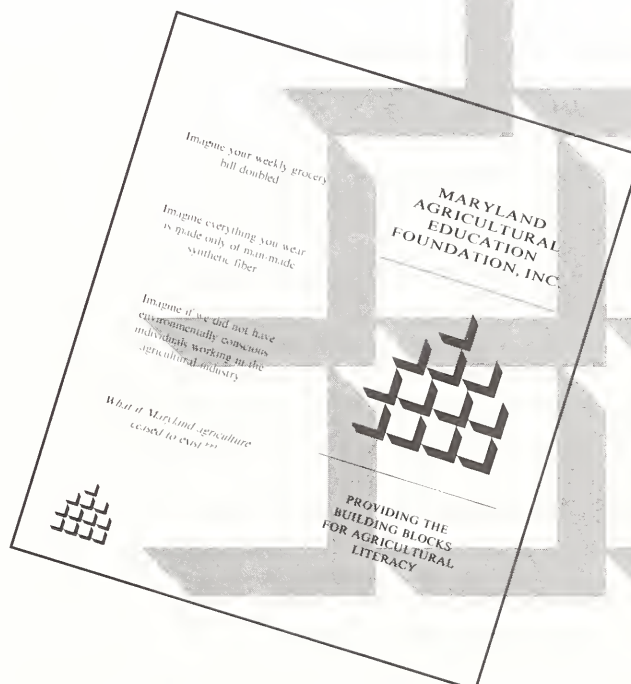 Imagine your weekly grocery
bill doubled
Imagine everything you wear
is made only of man-made
synthetic fiber
Imagine if we did not have
environmentally conscious
individuals working in the
agricultural industry
What if Maryland agriculture
ceased to exist ???
MARYLAND
AGRICULTURAL
EDUCATION
FOUNDATION, INC.
PROVIDING THE
BUILDING BLOCKS
FOR AGRICULTURAL
LITERACY